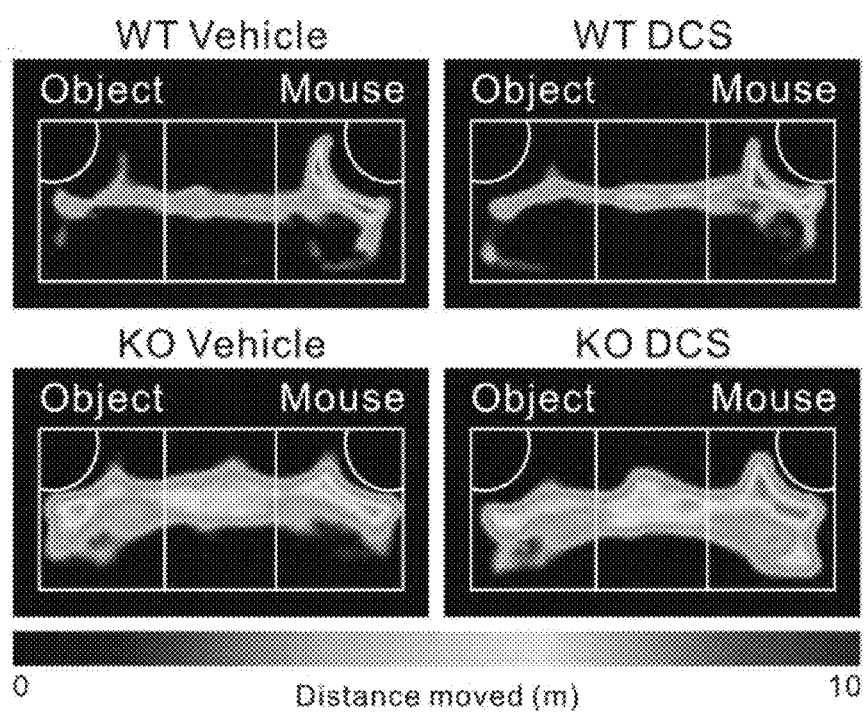 WT Vehicle
WT DCS
Object Mouse
Object Mouse
KO Vehicle
KO DCS
Object Mouse
Object Mouse
0
Distance moved (m)
10